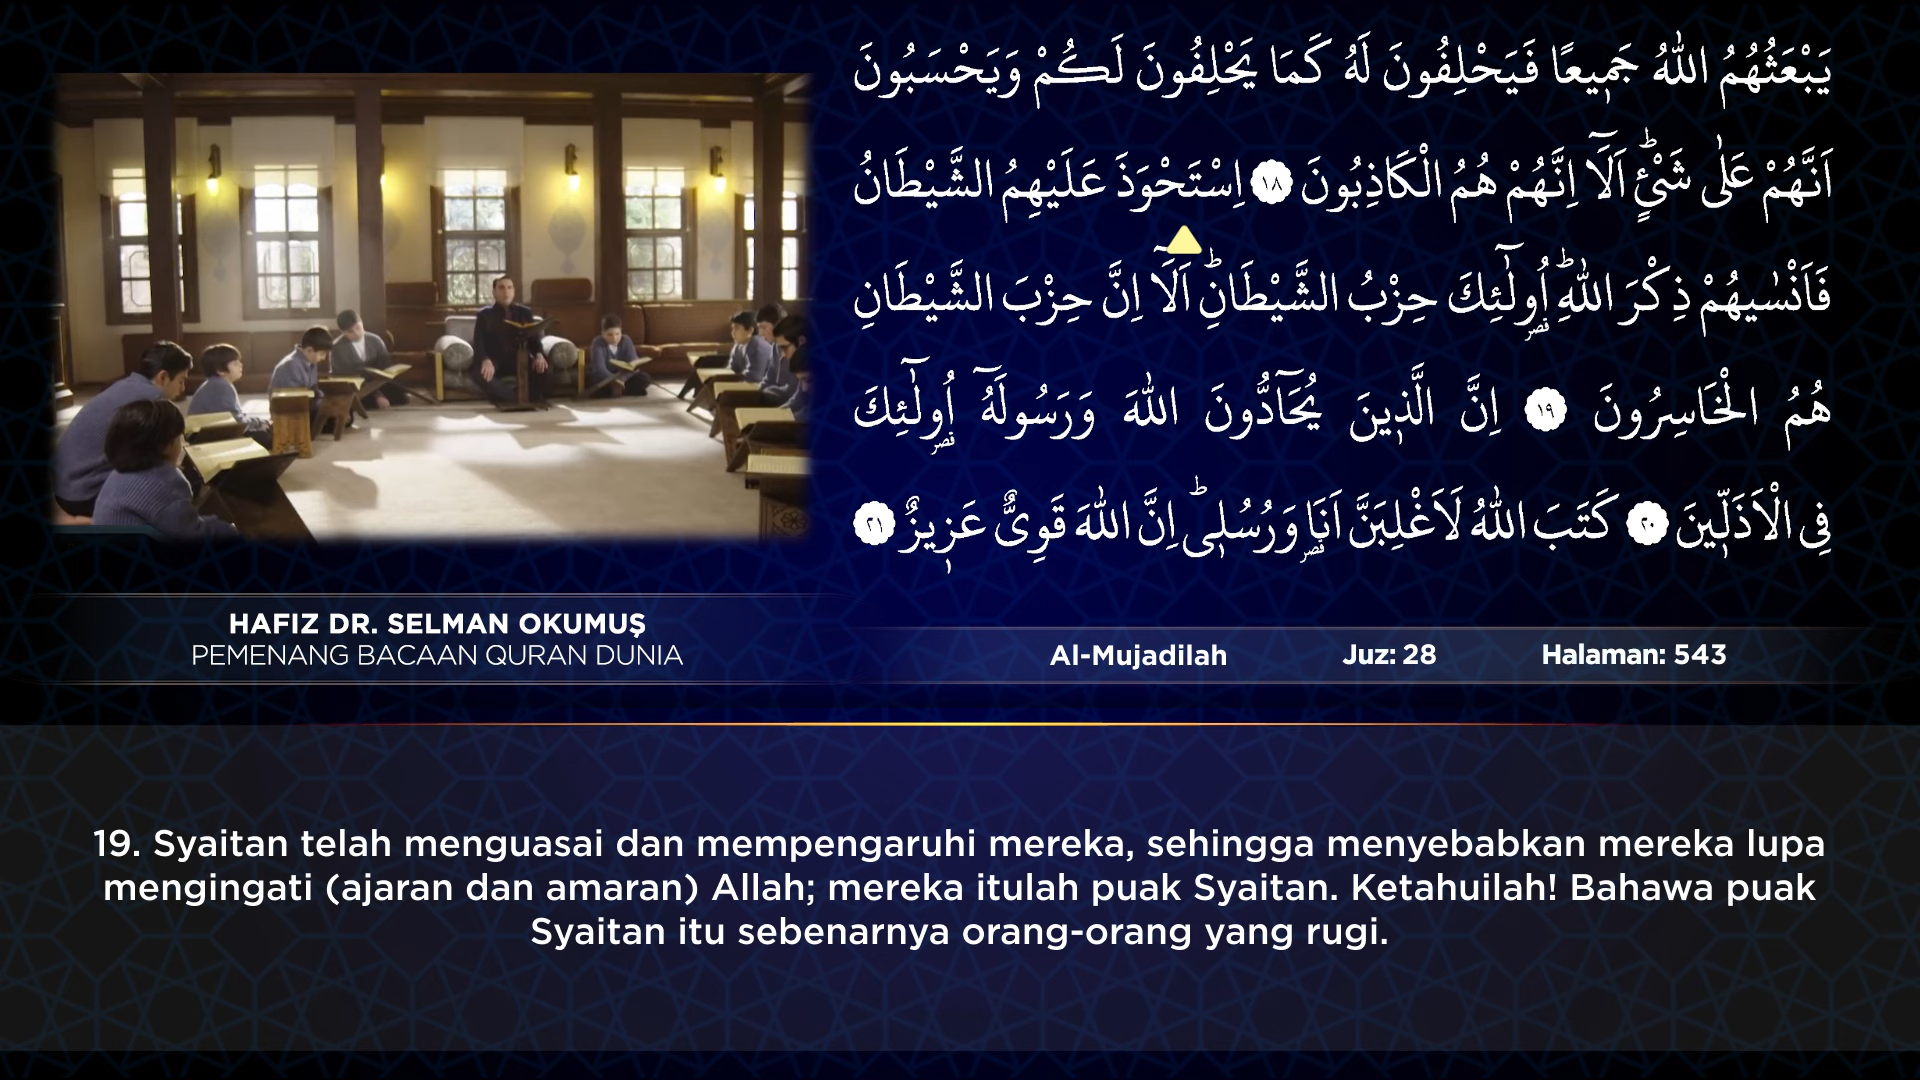 يَبْعَثُهُمُ اللّٰهُ جَمٖيعًا فَيَحْلِفُونَ لَهُ كَمَا يَحْلِفُونَ لَكُمْ وَيَحْسَبُونَ
اَنَّهُمْ عَلٰى شَيْءٍؕ اَلَٓا اِنَّهُمْ هُمُ الْكَاذِبُونَ ﴿١٨﴾ اِسْتَحْوَذَ عَلَيْهِمُ الشَّيْطَانُ
فَاَنْسٰيهُمْ ذِكْرَ اللّٰهِؕ اُو۬لٰٓئِكَ حِزْبُ الشَّيْطَانِؕ اَلَٓا اِنَّ حِزْبَ الشَّيْطَانِ
هُمُ الْخَاسِرُونَ ﴿١٩﴾ اِنَّ الَّذٖينَ يُحَٓادُّونَ اللّٰهَ وَرَسُولَهُٓ اُو۬لٰٓئِكَ
فِي الْاَذَلّٖينَ ﴿٢٠﴾ كَتَبَ اللّٰهُ لَاَغْلِبَنَّ اَنَا۬ وَرُسُلٖيؕ اِنَّ اللّٰهَ قَوِيٌّ عَزٖيزٌ ﴿٢١﴾
HAFIZ DR. SELMAN OKUMUŞ
PEMENANG BACAAN QURAN DUNIA
Al-Mujadilah Juz: 28 Halaman: 543
19. Syaitan telah menguasai dan mempengaruhi mereka, sehingga menyebabkan mereka lupa
mengingati (ajaran dan amaran) Allah; mereka itulah puak Syaitan. Ketahuilah! Bahawa puak
Syaitan itu sebenarnya orang-orang yang rugi.